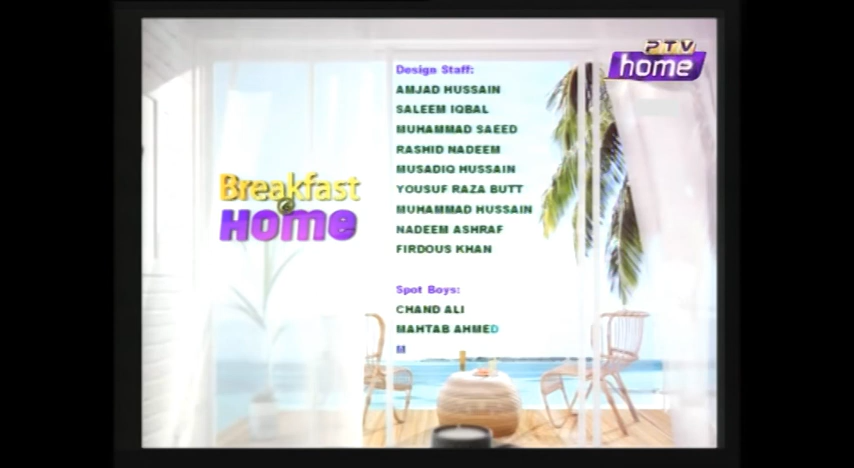 PTV
home
Design Staff:
AMJAD HUSSAIN
SALEEM IQBAL
MUHAMMAD SAEED
RASHID NADEEM
MUSADIQ HUSSAIN
YOUSUF RAZA BUTT
MUHAMMAD HUSSAIN
NADEEM ASHRAF
FIRDOUS KHAN
Breakfast
@
HOME
Spot Boys:
CHAND ALI
MAHTAB AHMED
M